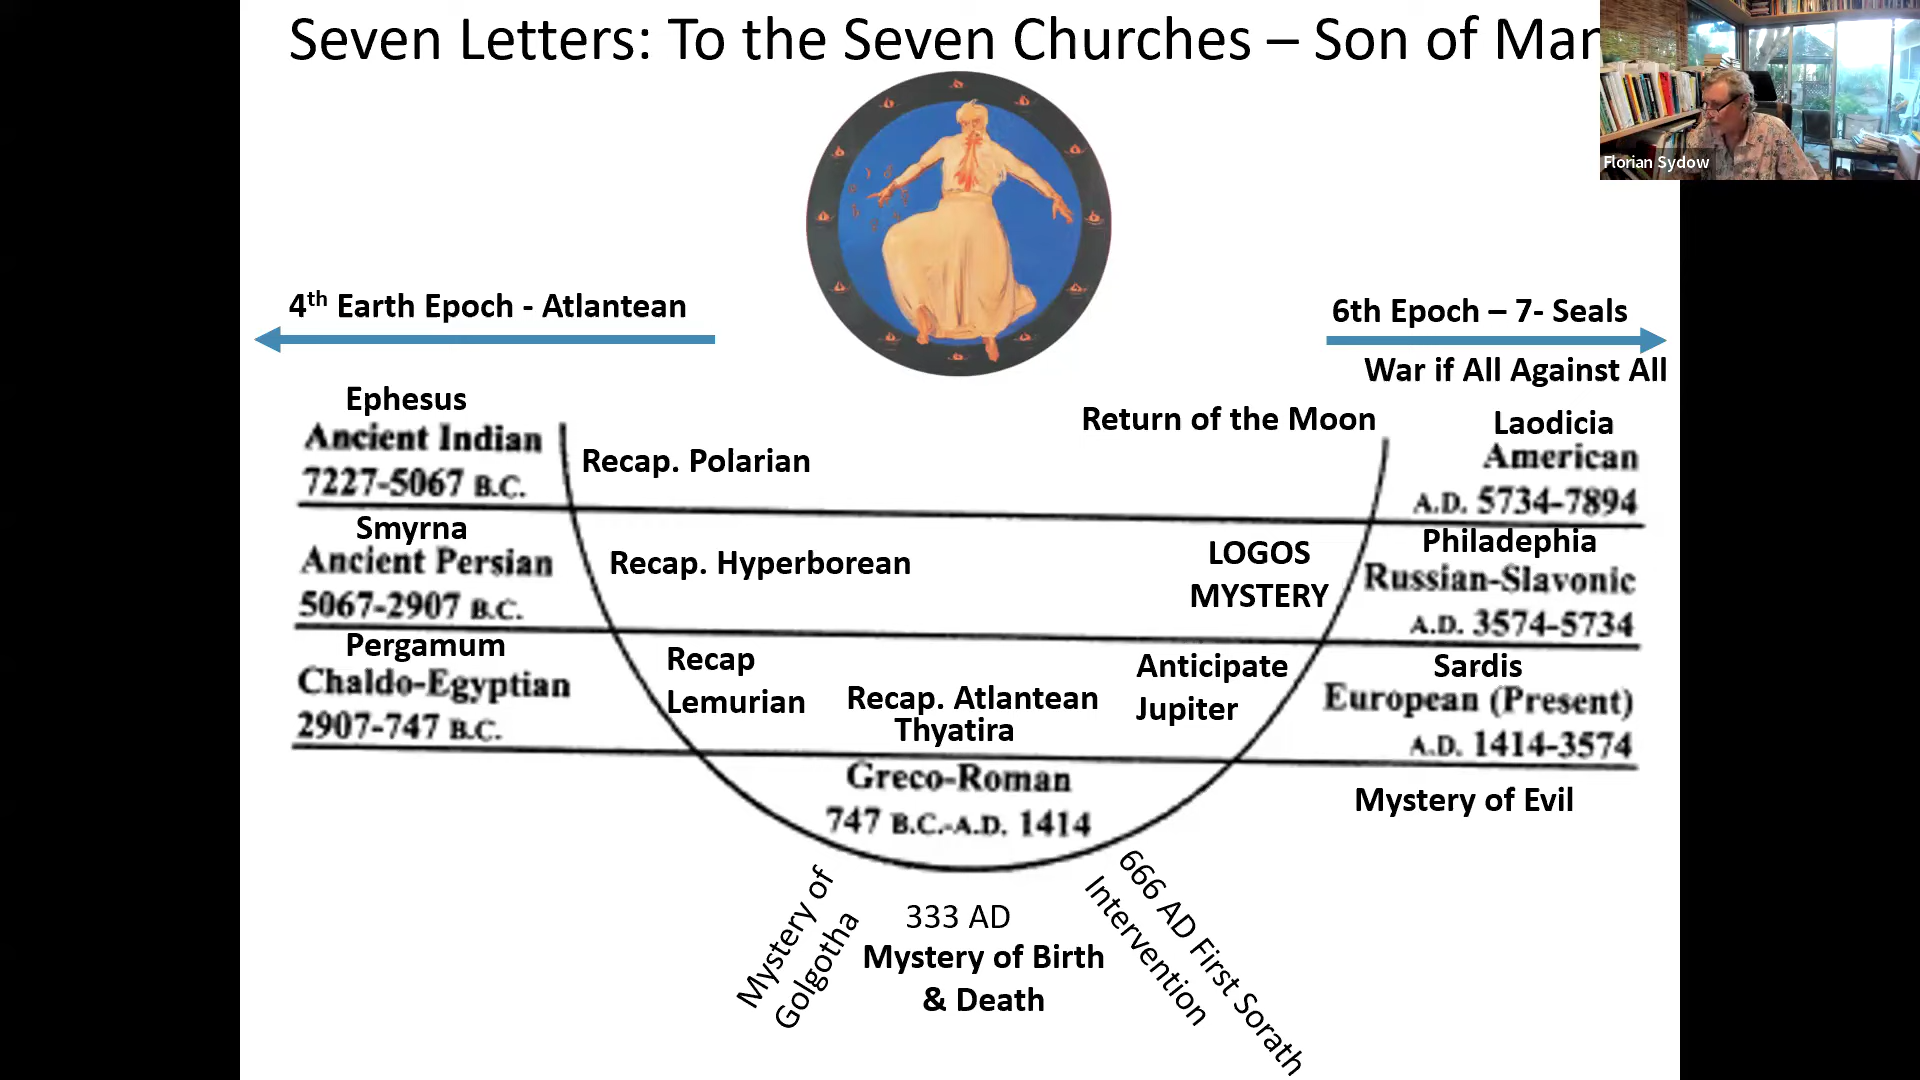 Seven Letters: To the Seven Churches – Son of Man
Florian Sydow
4th Earth Epoch - Atlantean
6th Epoch – 7- Seals
War if All Against All
Ephesus
Ancient Indian
7227-5067 B.C.
Recap. Polarian
Return of the Moon
Laodicia
American
A.D. 5734-7894
Smyrna
Ancient Persian
5067-2907 B.C.
Recap. Hyperborean
LOGOS
MYSTERY
Philadephia
Russian-Slavonic
A.D. 3574-5734
Pergamum
Chaldo-Egyptian
2907-747 B.C.
Recap
Lemurian
Recap. Atlantean
Thyatira
Anticipate
Jupiter
Sardis
European (Present)
A.D. 1414-3574
Greco-Roman
747 B.C.-A.D. 1414
Mystery of Evil
Mystery of
Golgotha
333 AD
Mystery of Birth
& Death
666 AD First Sorath
Intervention